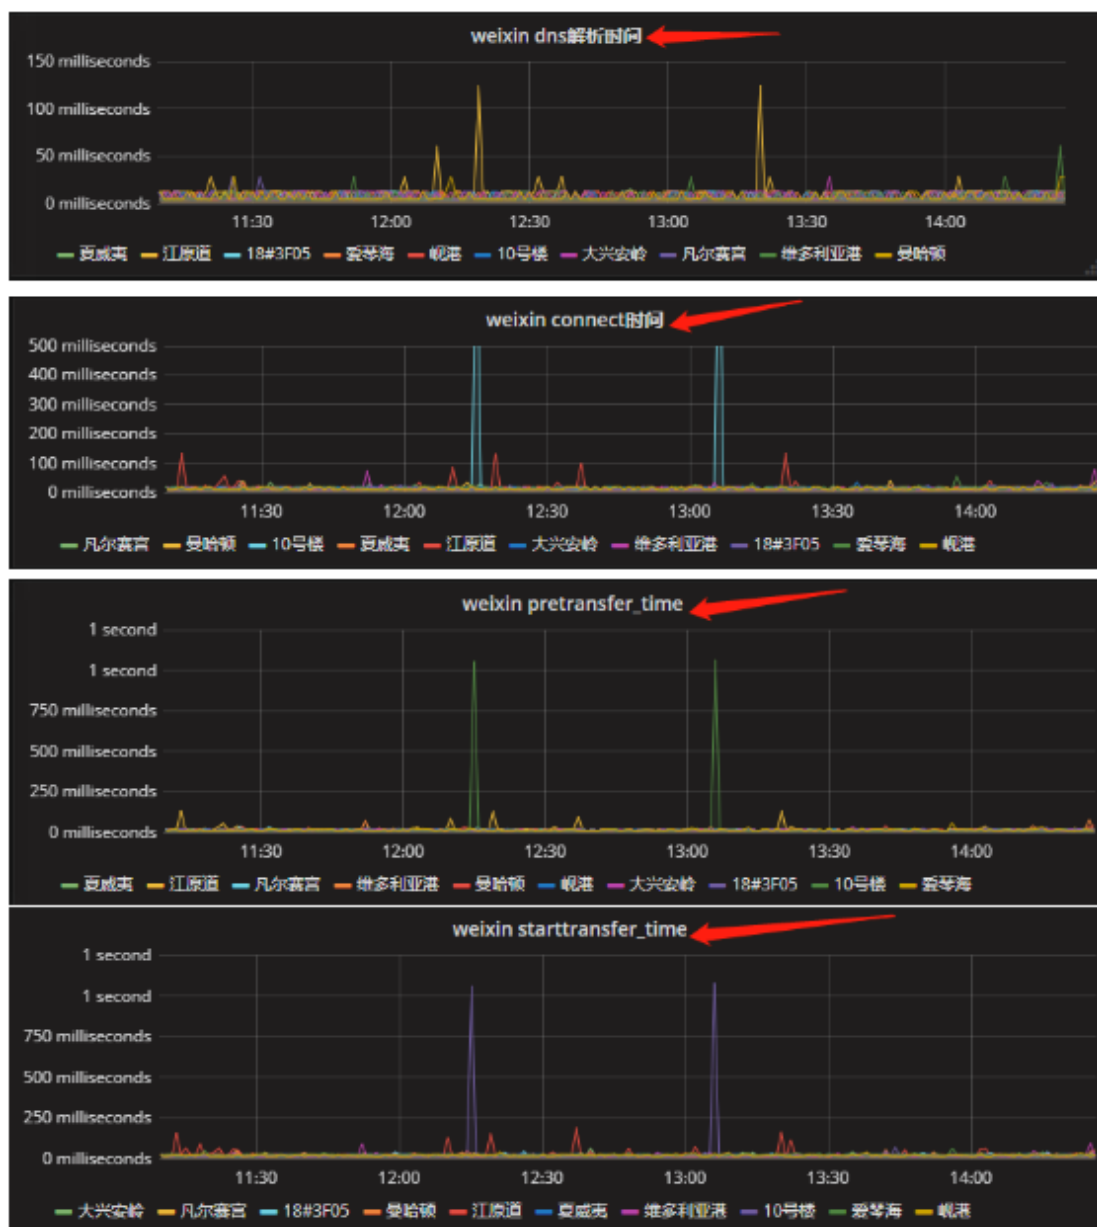 weixin dns解析时间
150 milliseconds
100 milliseconds
50 milliseconds
0 milliseconds
11:30 12:00 12:30 13:00 13:30 14:00
夏威夷 江原道 18#3F05 爱琴海 岘港 10号楼 大兴安岭 凡尔赛宫 维多利亚港 曼哈顿
weixin connect时间
500 milliseconds
400 milliseconds
300 milliseconds
200 milliseconds
100 milliseconds
0 milliseconds
11:30 12:00 12:30 13:00 13:30 14:00
凡尔赛宫 曼哈顿 10号楼 夏威夷 江原道 大兴安岭 维多利亚港 18#3F05 爱琴海 岘港
weixin pretransfer_time
1 second
1 second
750 milliseconds
500 milliseconds
250 milliseconds
0 milliseconds
11:30 12:00 12:30 13:00 13:30 14:00
夏威夷 江原道 凡尔赛宫 维多利亚港 曼哈顿 岘港 大兴安岭 18#3F05 10号楼 爱琴海
weixin starttransfer_time
1 second
1 second
750 milliseconds
500 milliseconds
250 milliseconds
0 milliseconds
11:30 12:00 12:30 13:00 13:30 14:00
大兴安岭 凡尔赛宫 18#3F05 曼哈顿 江原道 夏威夷 维多利亚港 10号楼 爱琴海 岘港